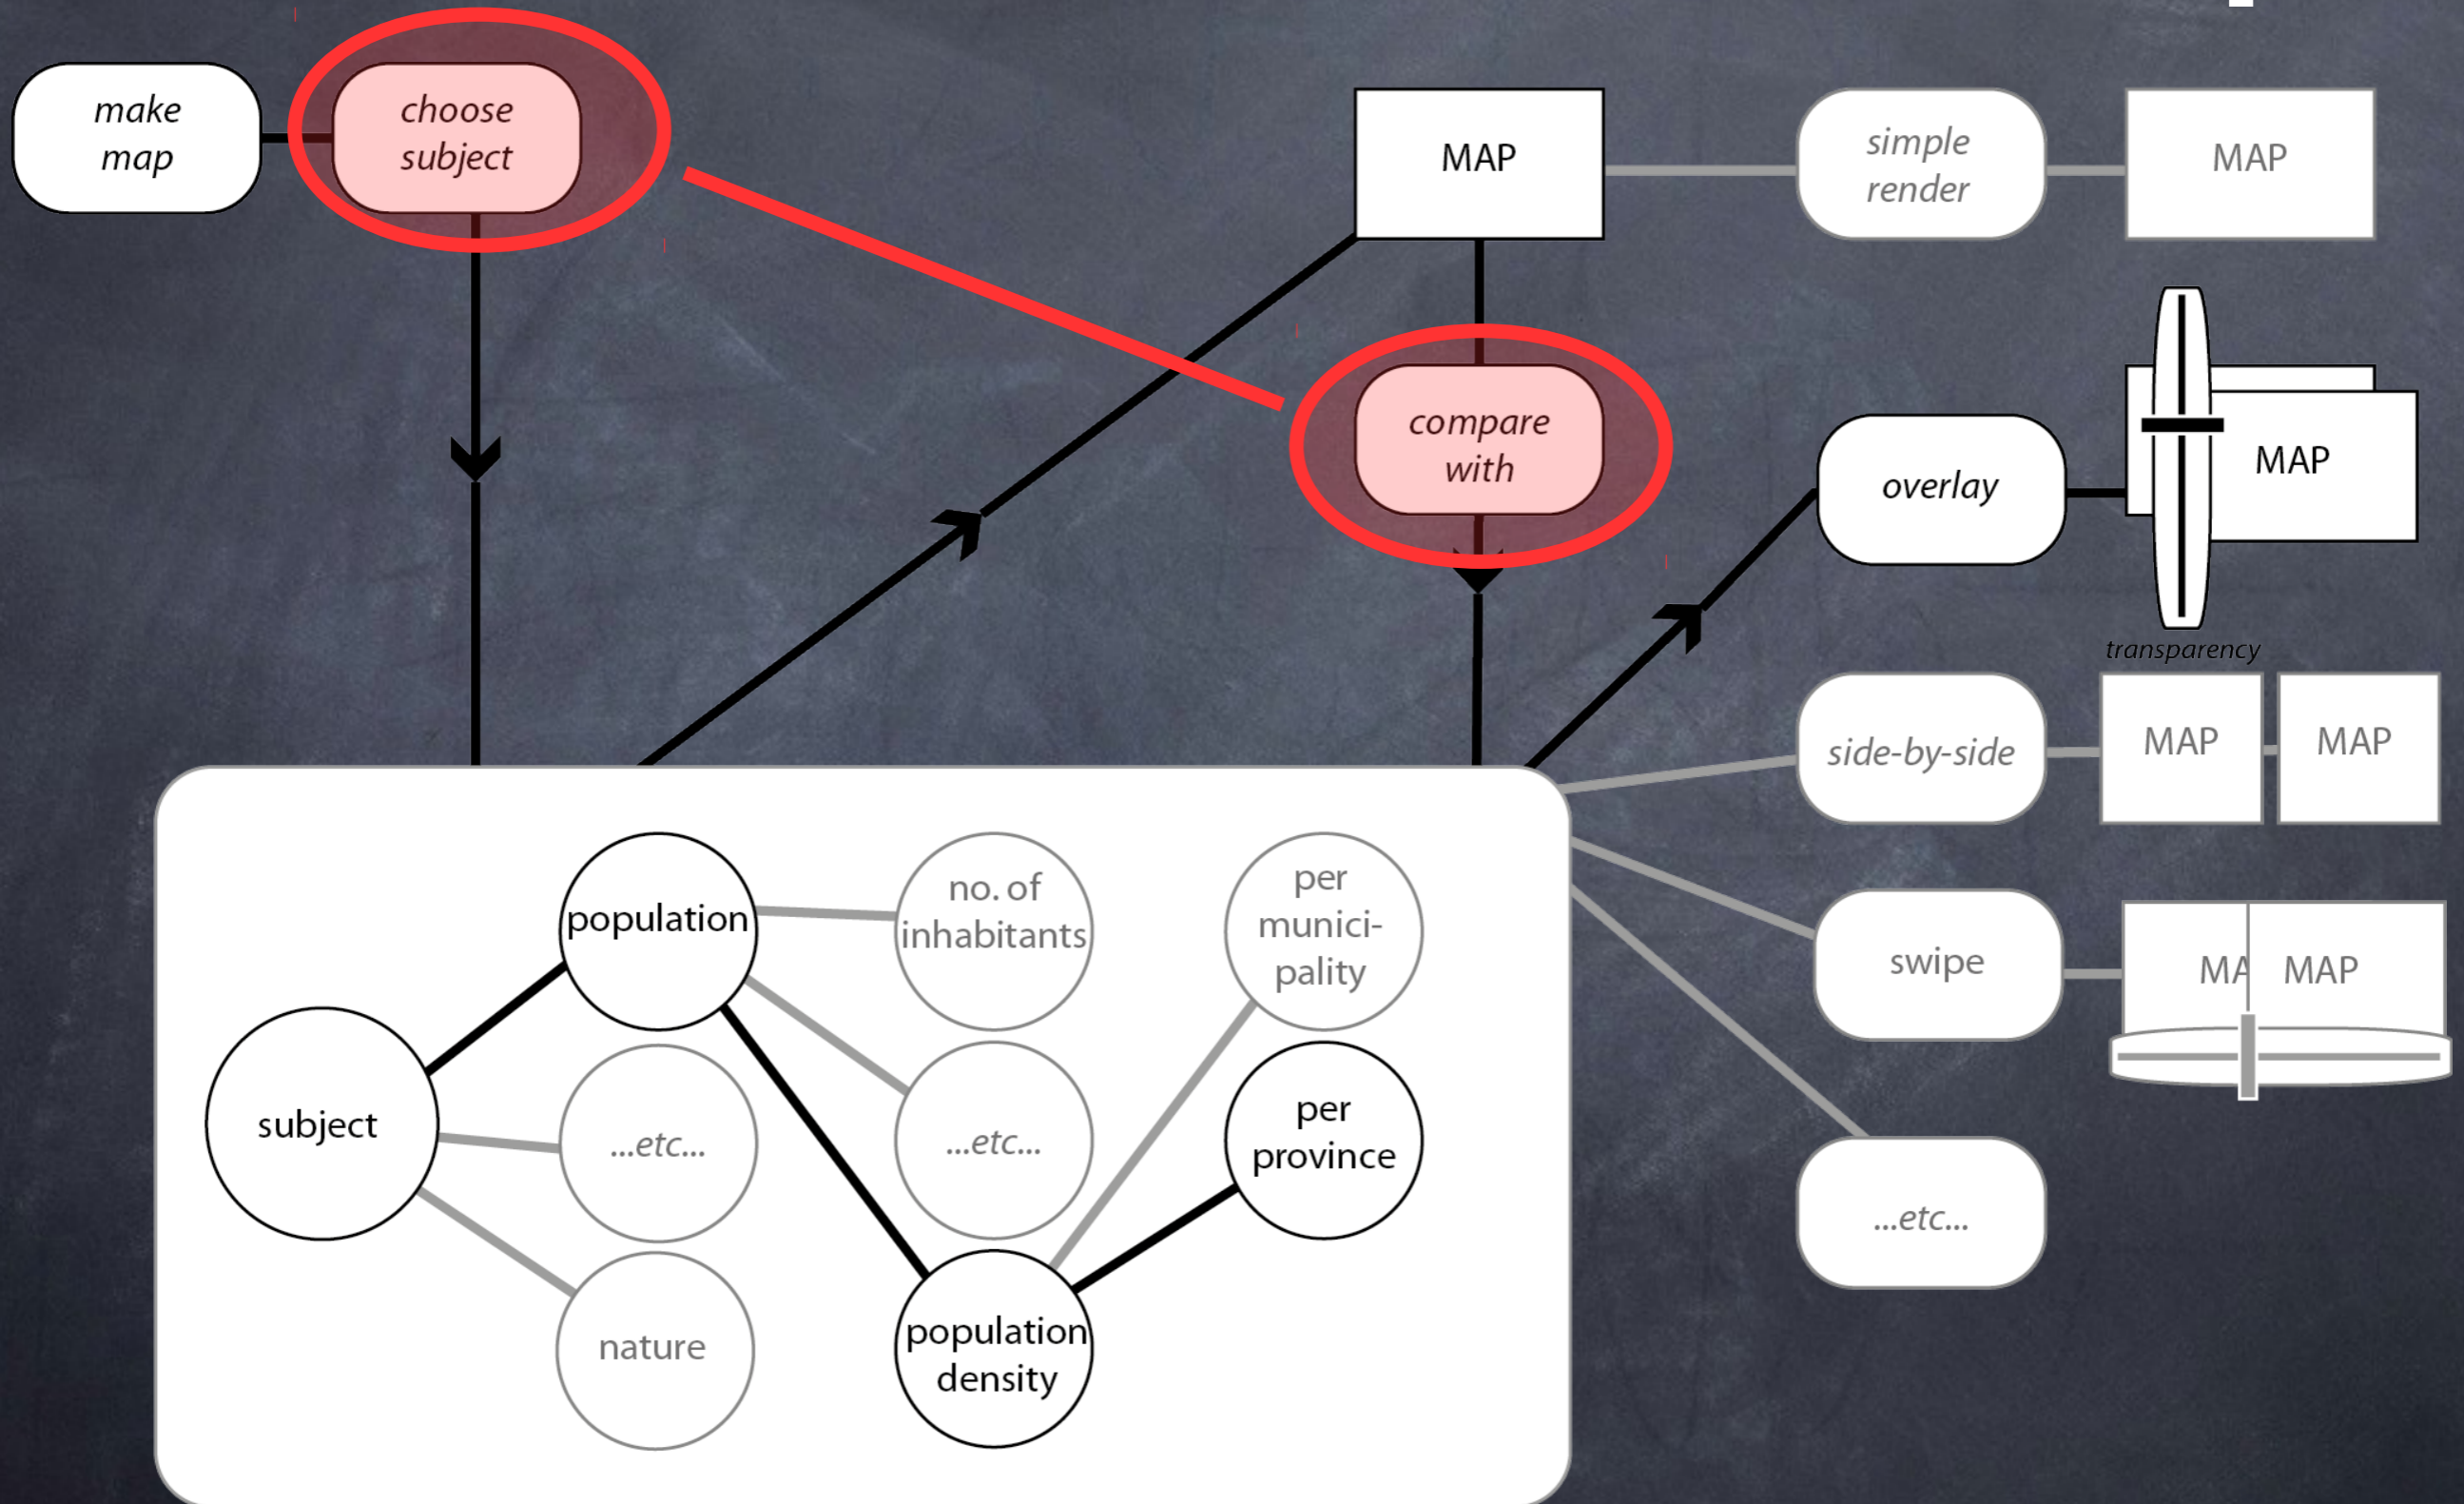 make
map
choose
subject
MAP
simple
render
MAP
compare
with
overlay
MAP
transparency
side-by-side
MAP
MAP
swipe
MA
MAP
...etc...
subject
population
...etc...
nature
no. of
inhabitants
...etc...
population
density
per
munici-
pality
per
province